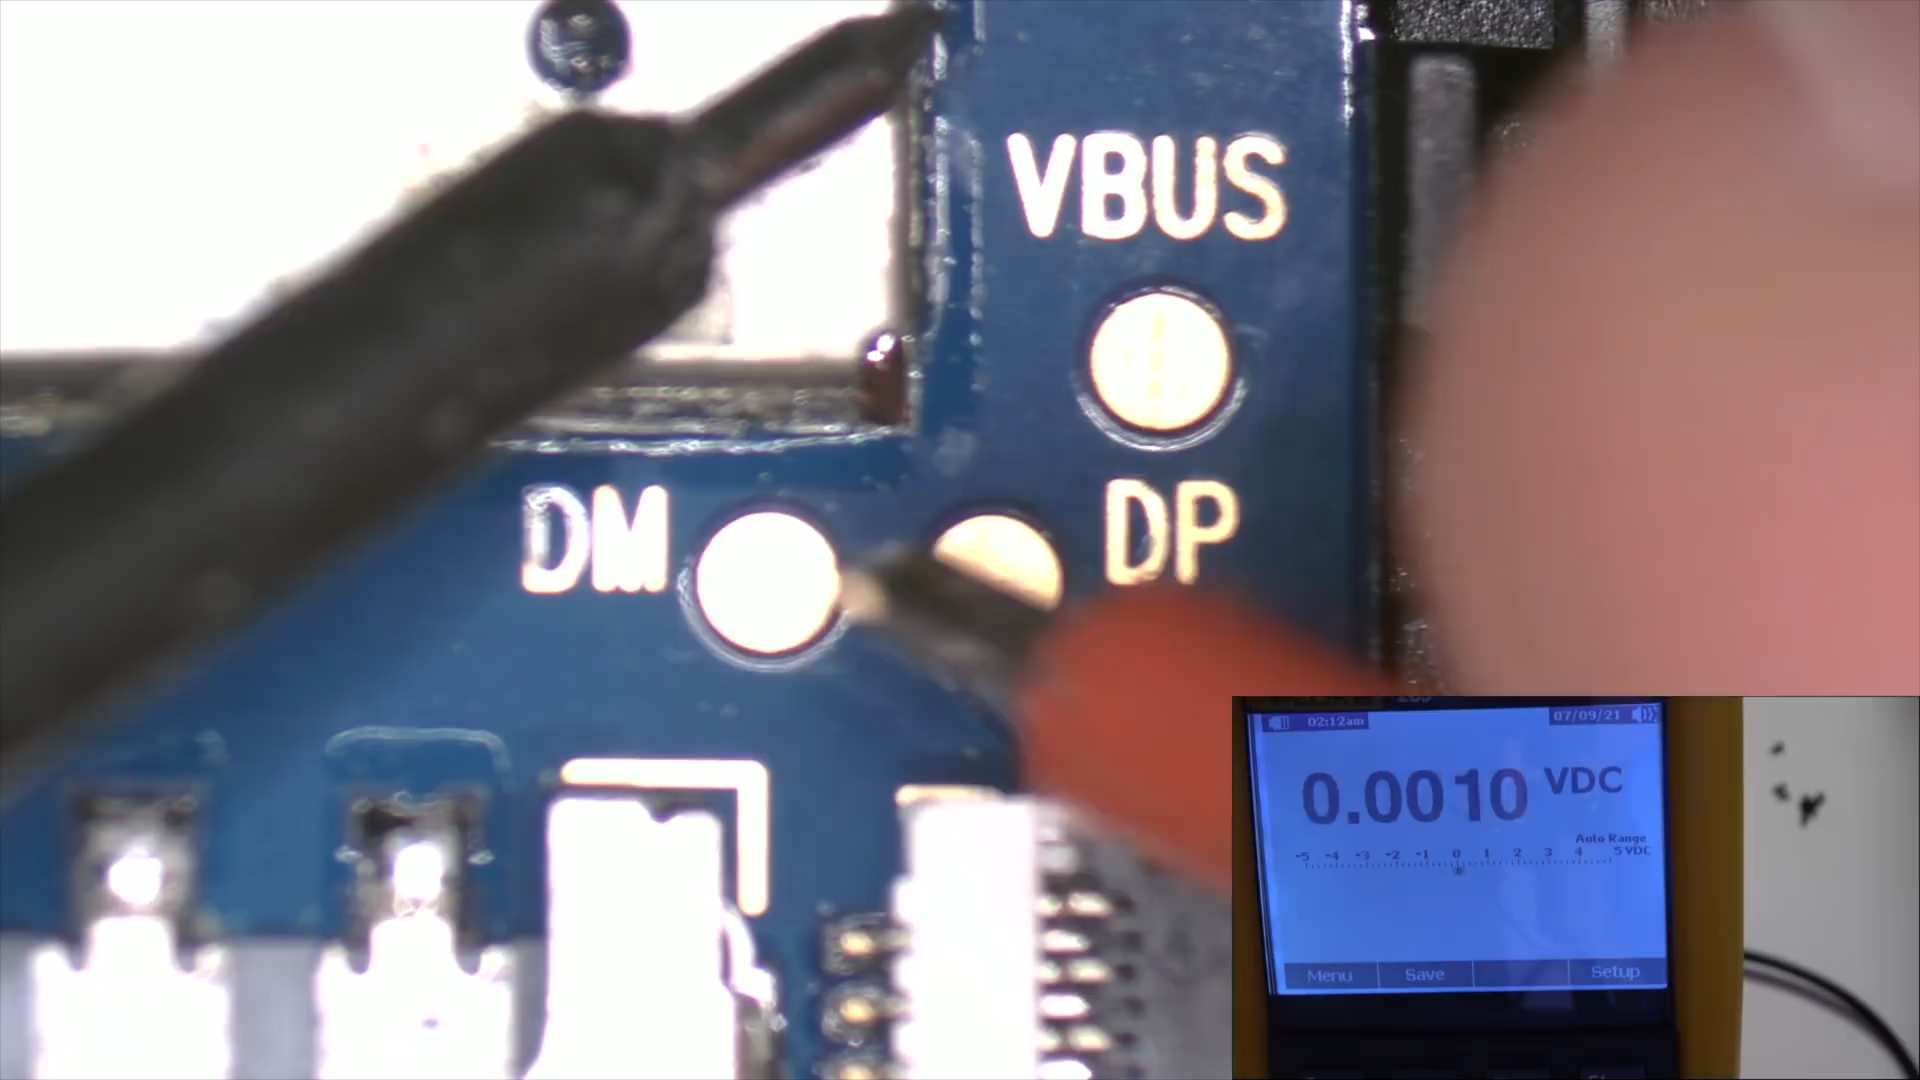 VBUS
DM
DP
02:12am
07/09/21
0.0010 VDC
Auto Range
-5 -4 -3 -2 -1 0 1 2 3 4 5 VDC
Menu
Save
Setup